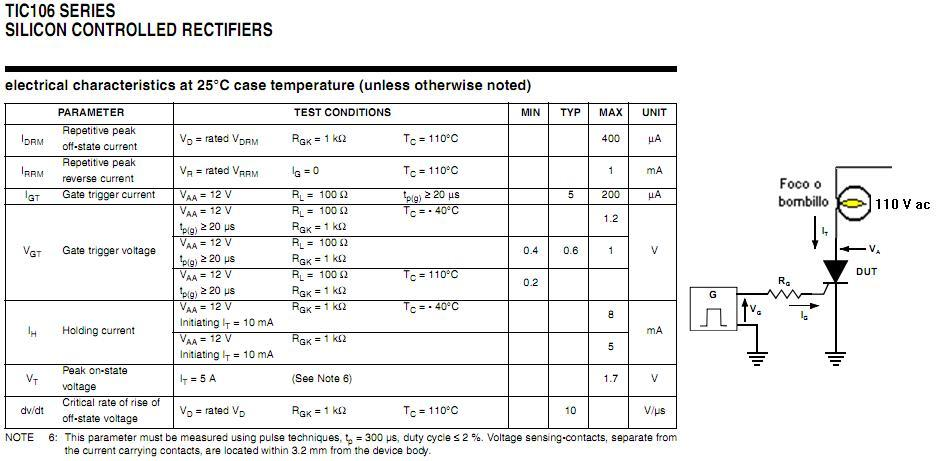 TIC106 SERIES
SILICON CONTROLLED RECTIFIERS
electrical characteristics at 25°C case temperature (unless otherwise noted)
PARAMETER TEST CONDITIONS MIN TYP MAX UNIT
IDRM Repetitive peak off-state current VD = rated VDRM RGK = 1 kΩ TC = 110°C 400 µA
IRRM Repetitive peak reverse current VR = rated VRRM IG = 0 TC = 110°C 1 mA
IGT Gate trigger current VAA = 12 V RL = 100 Ω tp(g) ≥ 20 µs 5 200 µA
VGT Gate trigger voltage
VAA = 12 V RL = 100 Ω TC = - 40°C
tp(g) ≥ 20 µs RGK = 1 kΩ 1.2
VAA = 12 V RL = 100 Ω
tp(g) ≥ 20 µs RGK = 1 kΩ 0.4 0.6 1 V
VAA = 12 V RL = 100 Ω TC = 110°C
tp(g) ≥ 20 µs RGK = 1 kΩ 0.2
IH Holding current
VAA = 12 V RGK = 1 kΩ TC = - 40°C
Initiating IT = 10 mA 8
mA
VAA = 12 V RGK = 1 kΩ
Initiating IT = 10 mA 5
VT Peak on-state voltage IT = 5 A (See Note 6) 1.7 V
dv/dt Critical rate of rise of off-state voltage VD = rated VD RGK = 1 kΩ TC = 110°C 10 V/µs
NOTE 6: This parameter must be measured using pulse techniques, tp = 300 µs, duty cycle ≤ 2 %. Voltage sensing-contacts, separate from
the current carrying contacts, are located within 3.2 mm from the device body.
Foco o
bombillo
110 V ac
IT
VA
DUT
RG
G
VG
IG